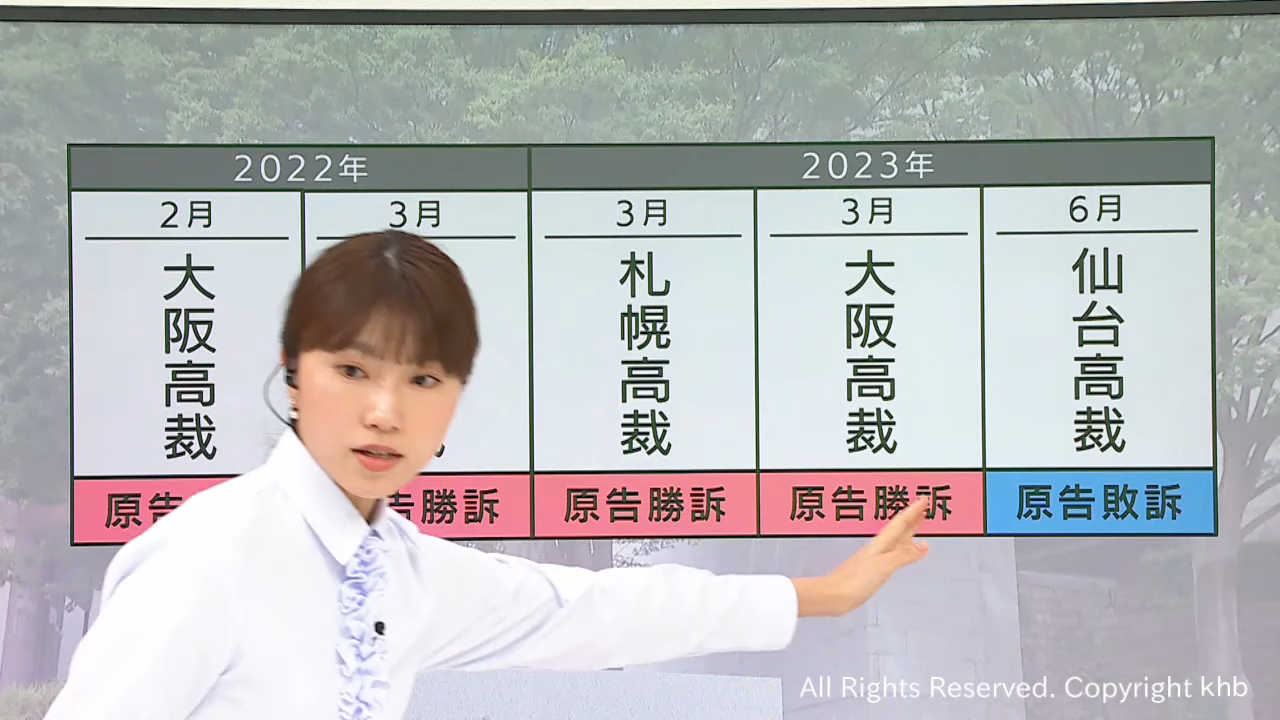 2022年
2023年
2月
3月
3月
3月
6月
大阪高裁
札幌高裁
大阪高裁
仙台高裁
原告
告勝訴
原告勝訴
原告勝訴
原告敗訴
All Rights Reserved. Copyright khb